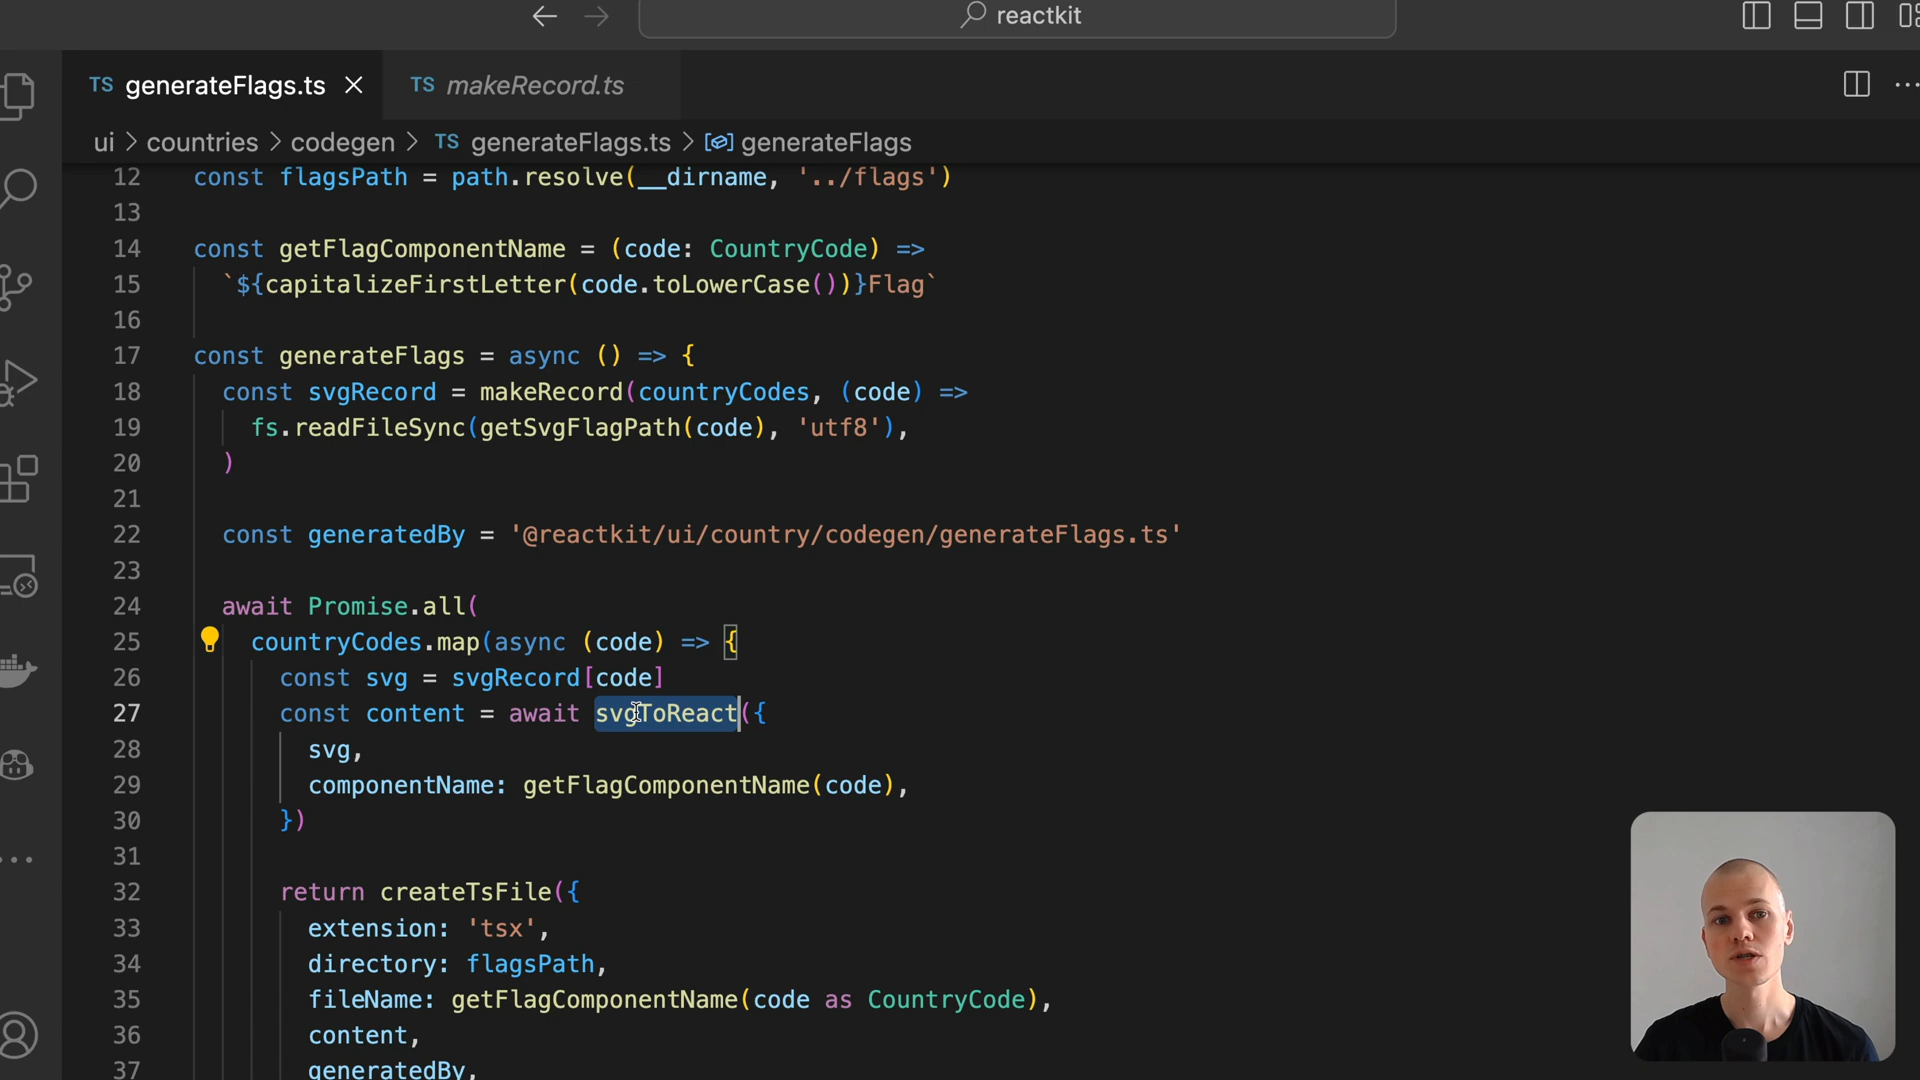 reactkit
TS generateFlags.ts
TS makeRecord.ts
ui > countries > codegen > TS generateFlags.ts > generateFlags
12 const flagsPath = path.resolve(__dirname, '../flags')
13
14 const getFlagComponentName = (code: CountryCode) =>
15 `${capitalizeFirstLetter(code.toLowerCase())}Flag`
16
17 const generateFlags = async () => {
18 const svgRecord = makeRecord(countryCodes, (code) =>
19 fs.readFileSync(getSvgFlagPath(code), 'utf8'),
20 )
21
22 const generatedBy = '@reactkit/ui/country/codegen/generateFlags.ts'
23
24 await Promise.all(
25 countryCodes.map(async (code) => {
26 const svg = svgRecord[code]
27 const content = await svgToReact({
28 svg,
29 componentName: getFlagComponentName(code),
30 })
31
32 return createTsFile({
33 extension: 'tsx',
34 directory: flagsPath,
35 fileName: getFlagComponentName(code as CountryCode),
36 content,
37 generatedBy,